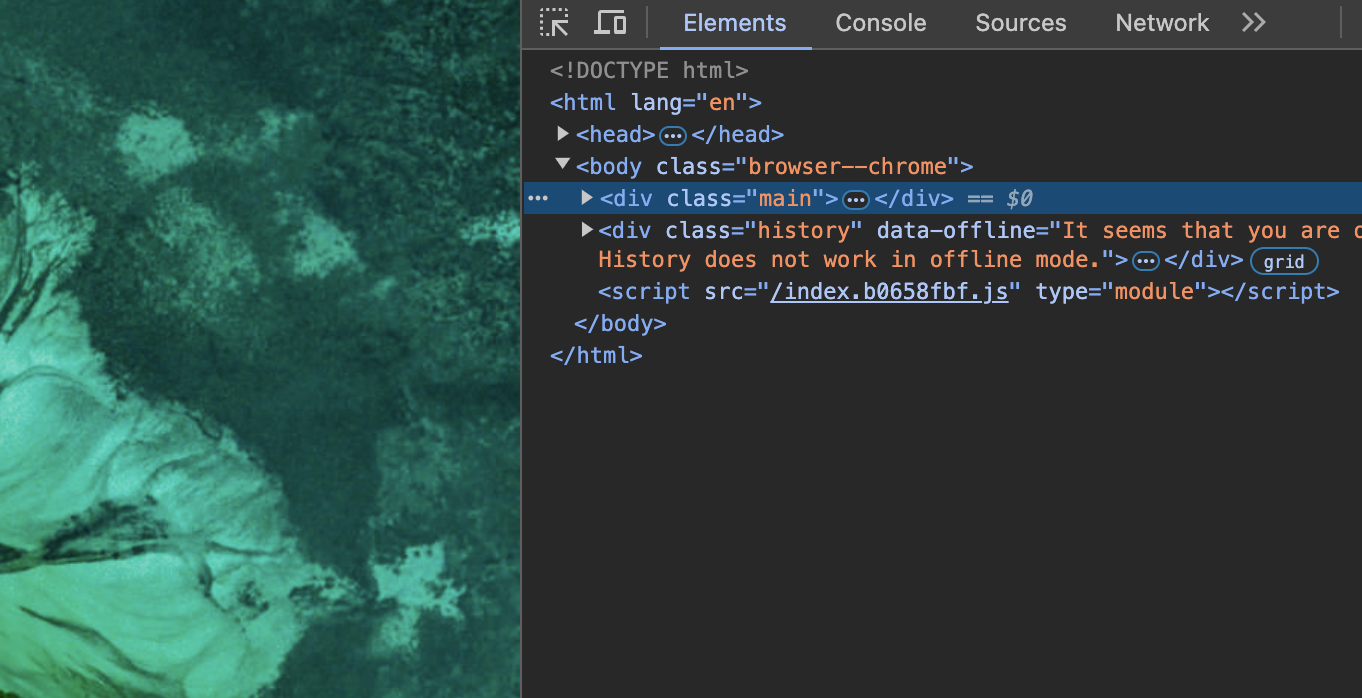 Elements Console Sources Network
<!DOCTYPE html>
<html lang="en">
<head>…</head>
<body class="browser--chrome">
… <div class="main">…</div> == $0
<div class="history" data-offline="It seems that you are
History does not work in offline mode.">…</div> grid
<script src="/index.b0658fbf.js" type="module"></script>
</body>
</html>